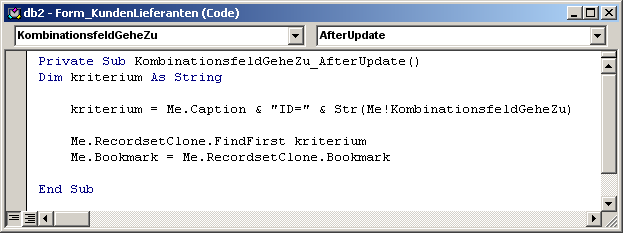 db2 - Form_KundenLieferanten (Code)
KombinationsfeldGeheZu AfterUpdate
Private Sub KombinationsfeldGeheZu_AfterUpdate()
Dim kriterium As String
kriterium = Me.Caption & "ID=" & Str(Me!KombinationsfeldGeheZu)
Me.RecordsetClone.FindFirst kriterium
Me.Bookmark = Me.RecordsetClone.Bookmark
End Sub